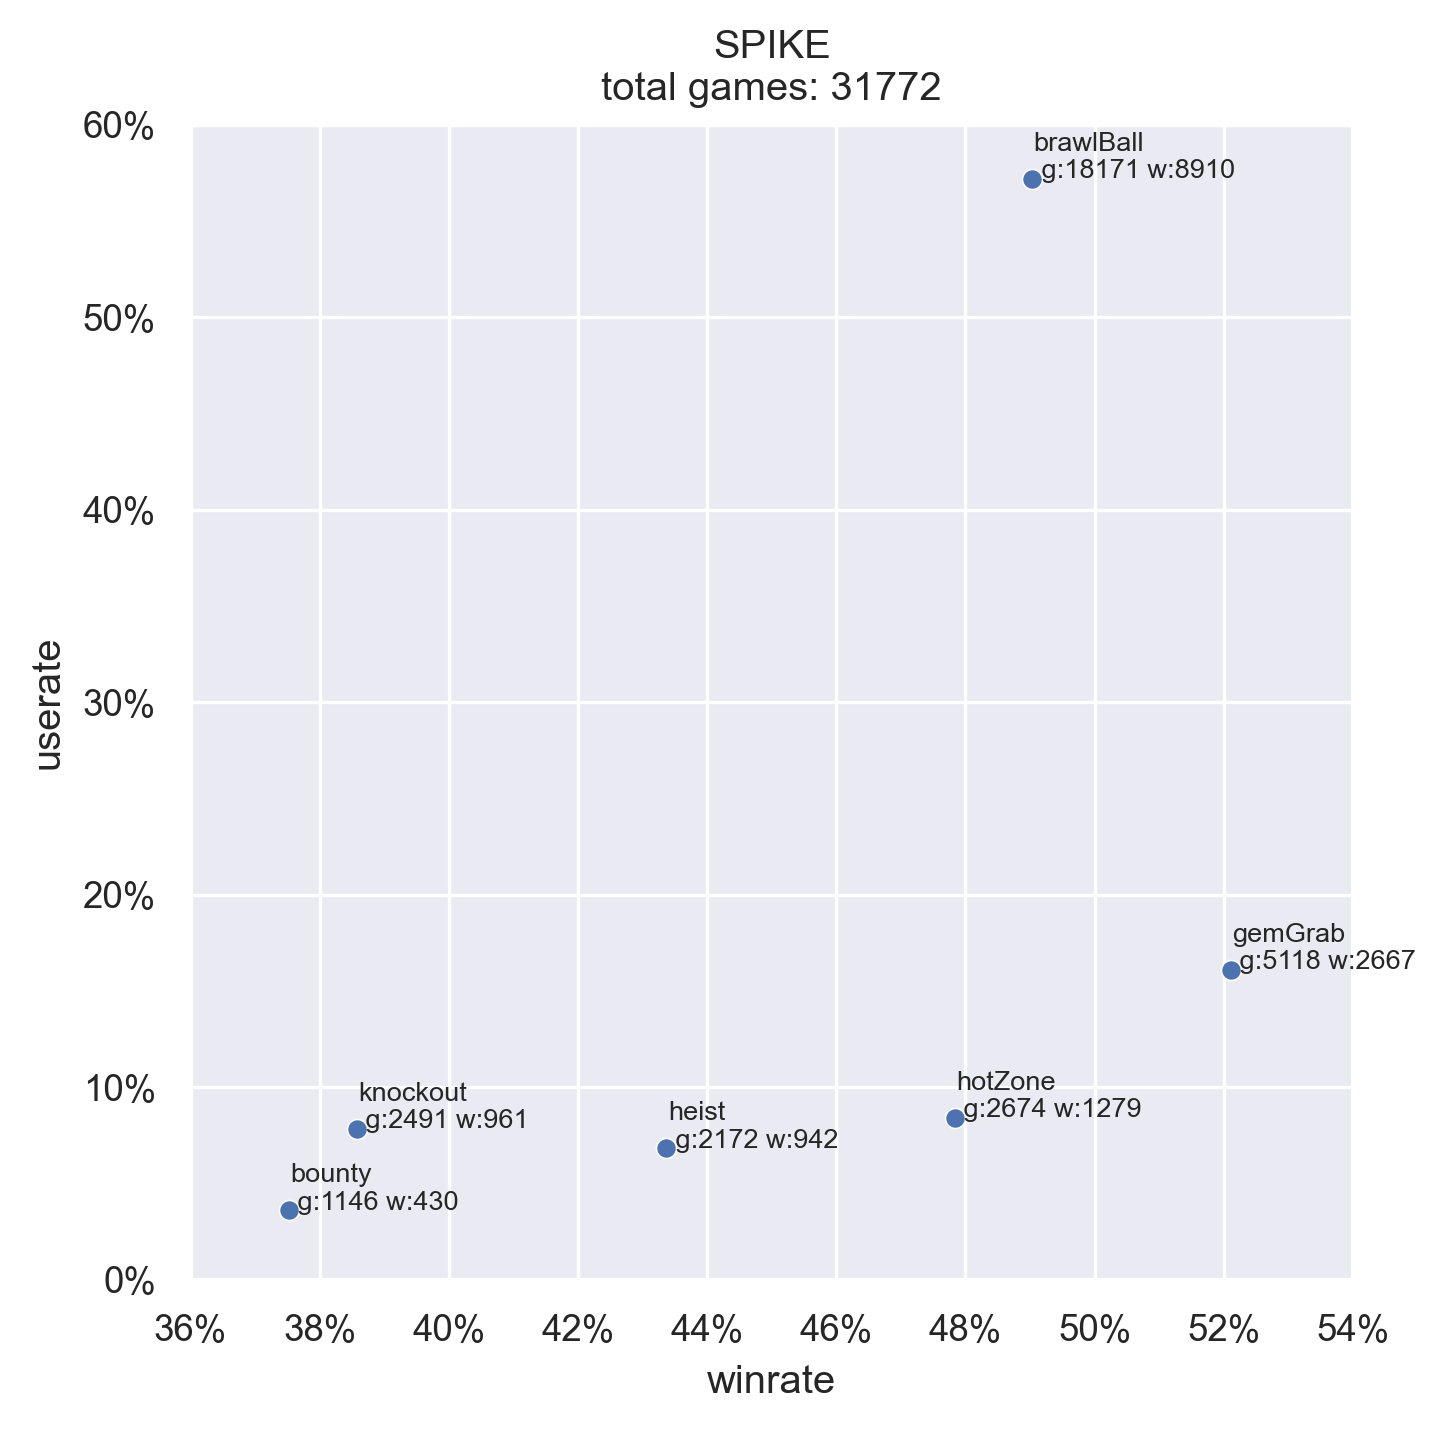 SPIKE
total games: 31772
60%
brawlBall
g:18171 w:8910
50%
40%
userate
30%
20%
gemGrab
g:5118 w:2667
10%
hotZone
g:2674 w:1279
knockout
g:2491 w:961
heist
g:2172 w:942
bounty
g:1146 w:430
0%
36% 38% 40% 42% 44% 46% 48% 50% 52% 54%
winrate